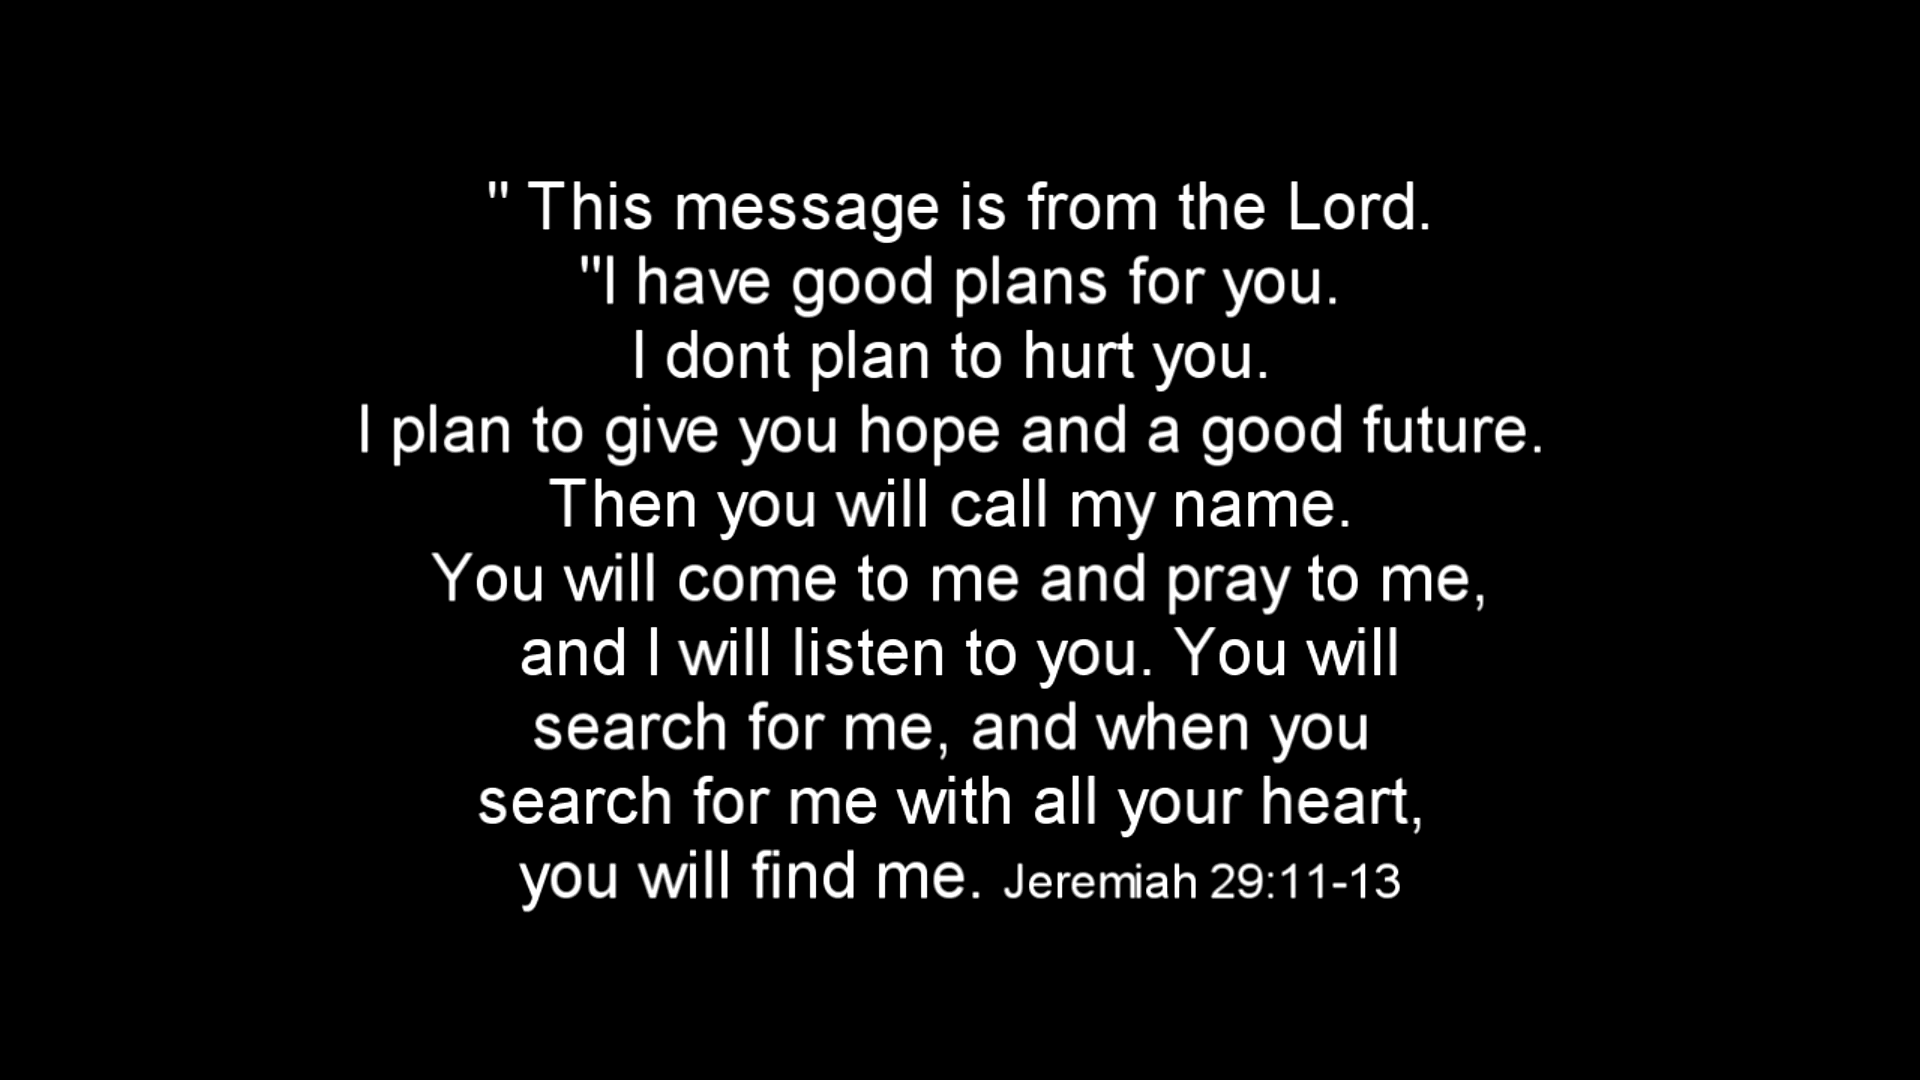 " This message is from the Lord.
"I have good plans for you.
I dont plan to hurt you.
I plan to give you hope and a good future.
Then you will call my name.
You will come to me and pray to me,
and I will listen to you. You will
search for me, and when you
search for me with all your heart,
you will find me. Jeremiah 29:11-13